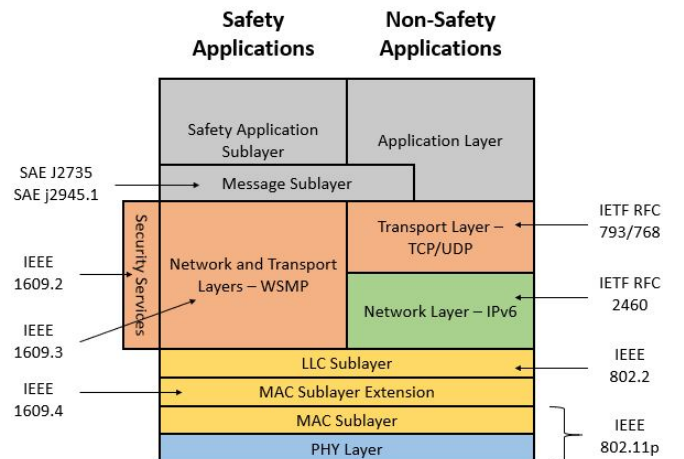 Safety
Applications
Non-Safety
Applications
Safety Application
Sublayer
Application Layer
SAE J2735
SAE j2945.1
Message Sublayer
Security Services
Network and Transport
Layers – WSMP
Transport Layer –
TCP/UDP
IETF RFC
793/768
IEEE
1609.2
Network Layer – IPv6
IETF RFC
2460
IEEE
1609.3
LLC Sublayer
IEEE
802.2
IEEE
1609.4
MAC Sublayer Extension
MAC Sublayer
PHY Layer
IEEE
802.11p